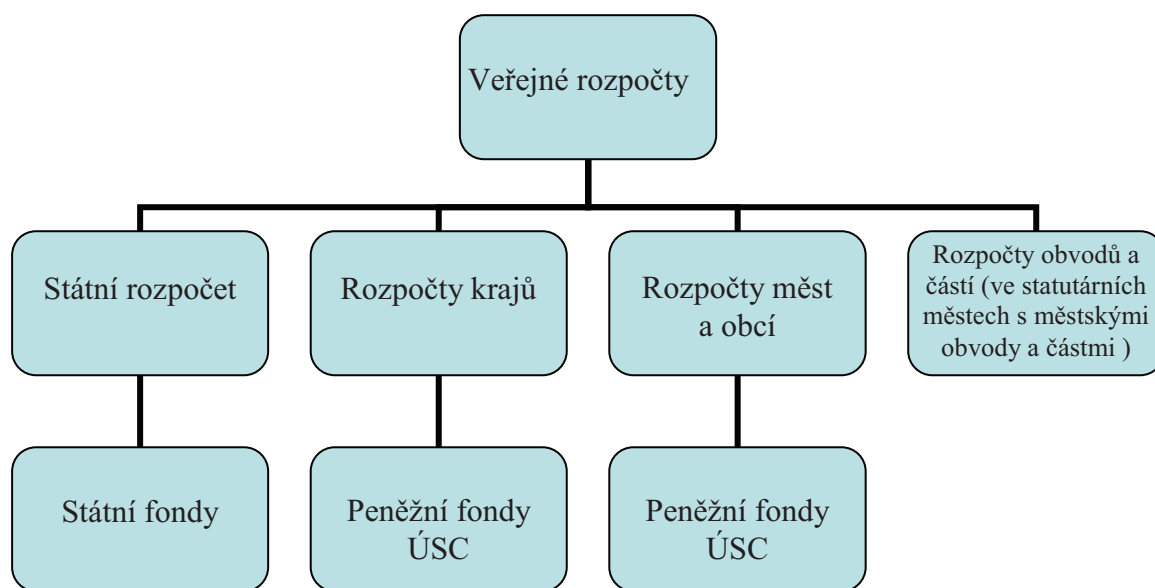 Veřejné rozpočty
Státní rozpočet
Rozpočty krajů
Rozpočty měst
a obcí
Rozpočty obvodů a
částí (ve statutárních
městech s městskými
obvody a částmi )
Státní fondy
Peněžní fondy
ÚSC
Peněžní fondy
ÚSC